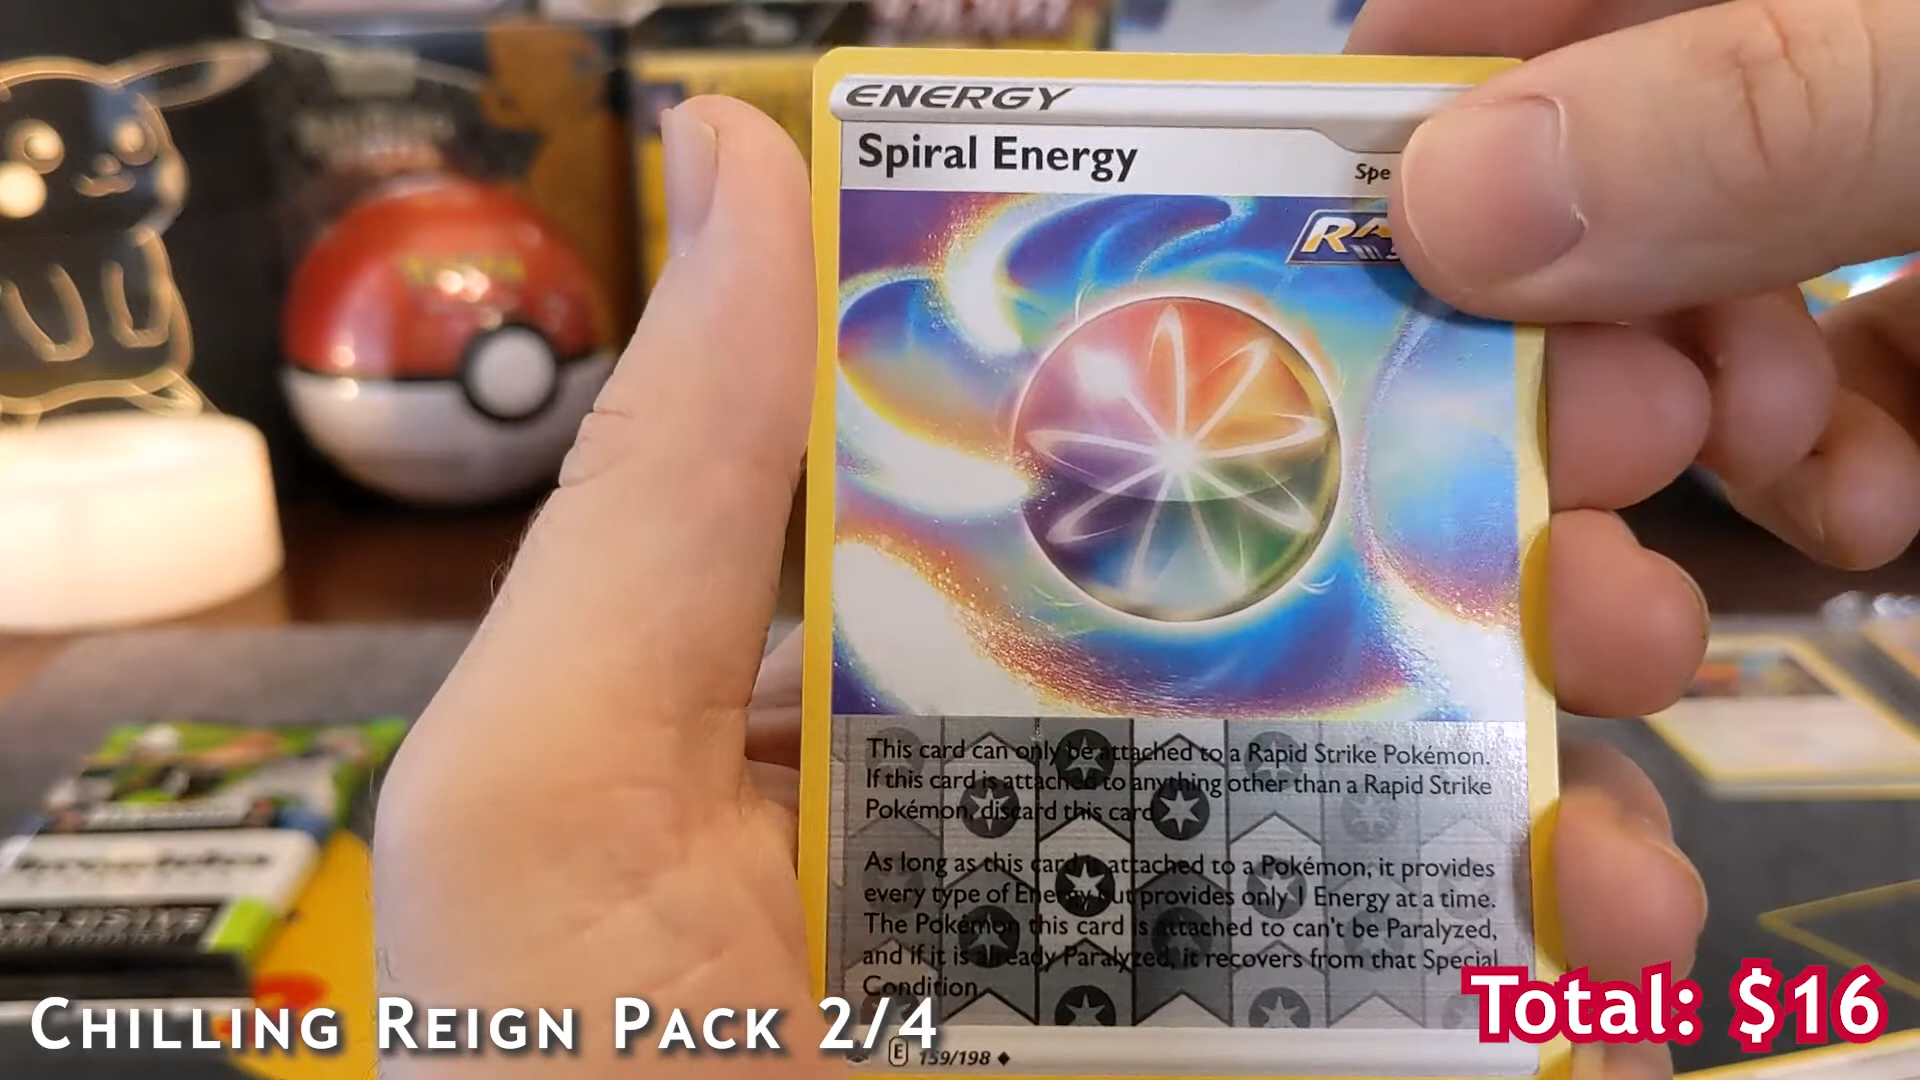 ENERGY
Spiral Energy
This card can only be attached to a Rapid Strike Pokémon.
If this card is attached to anything other than a Rapid Strike
Pokémon, discard this card.
As long as this card is attached to a Pokémon, it provides
every type of Energy but provides only 1 Energy at a time.
The Pokémon this card is attached to can't be Paralyzed,
and if it is already Paralyzed, it recovers from that Special
Condition.
E 159/198
CHILLING REIGN PACK 2/4
Total: $16